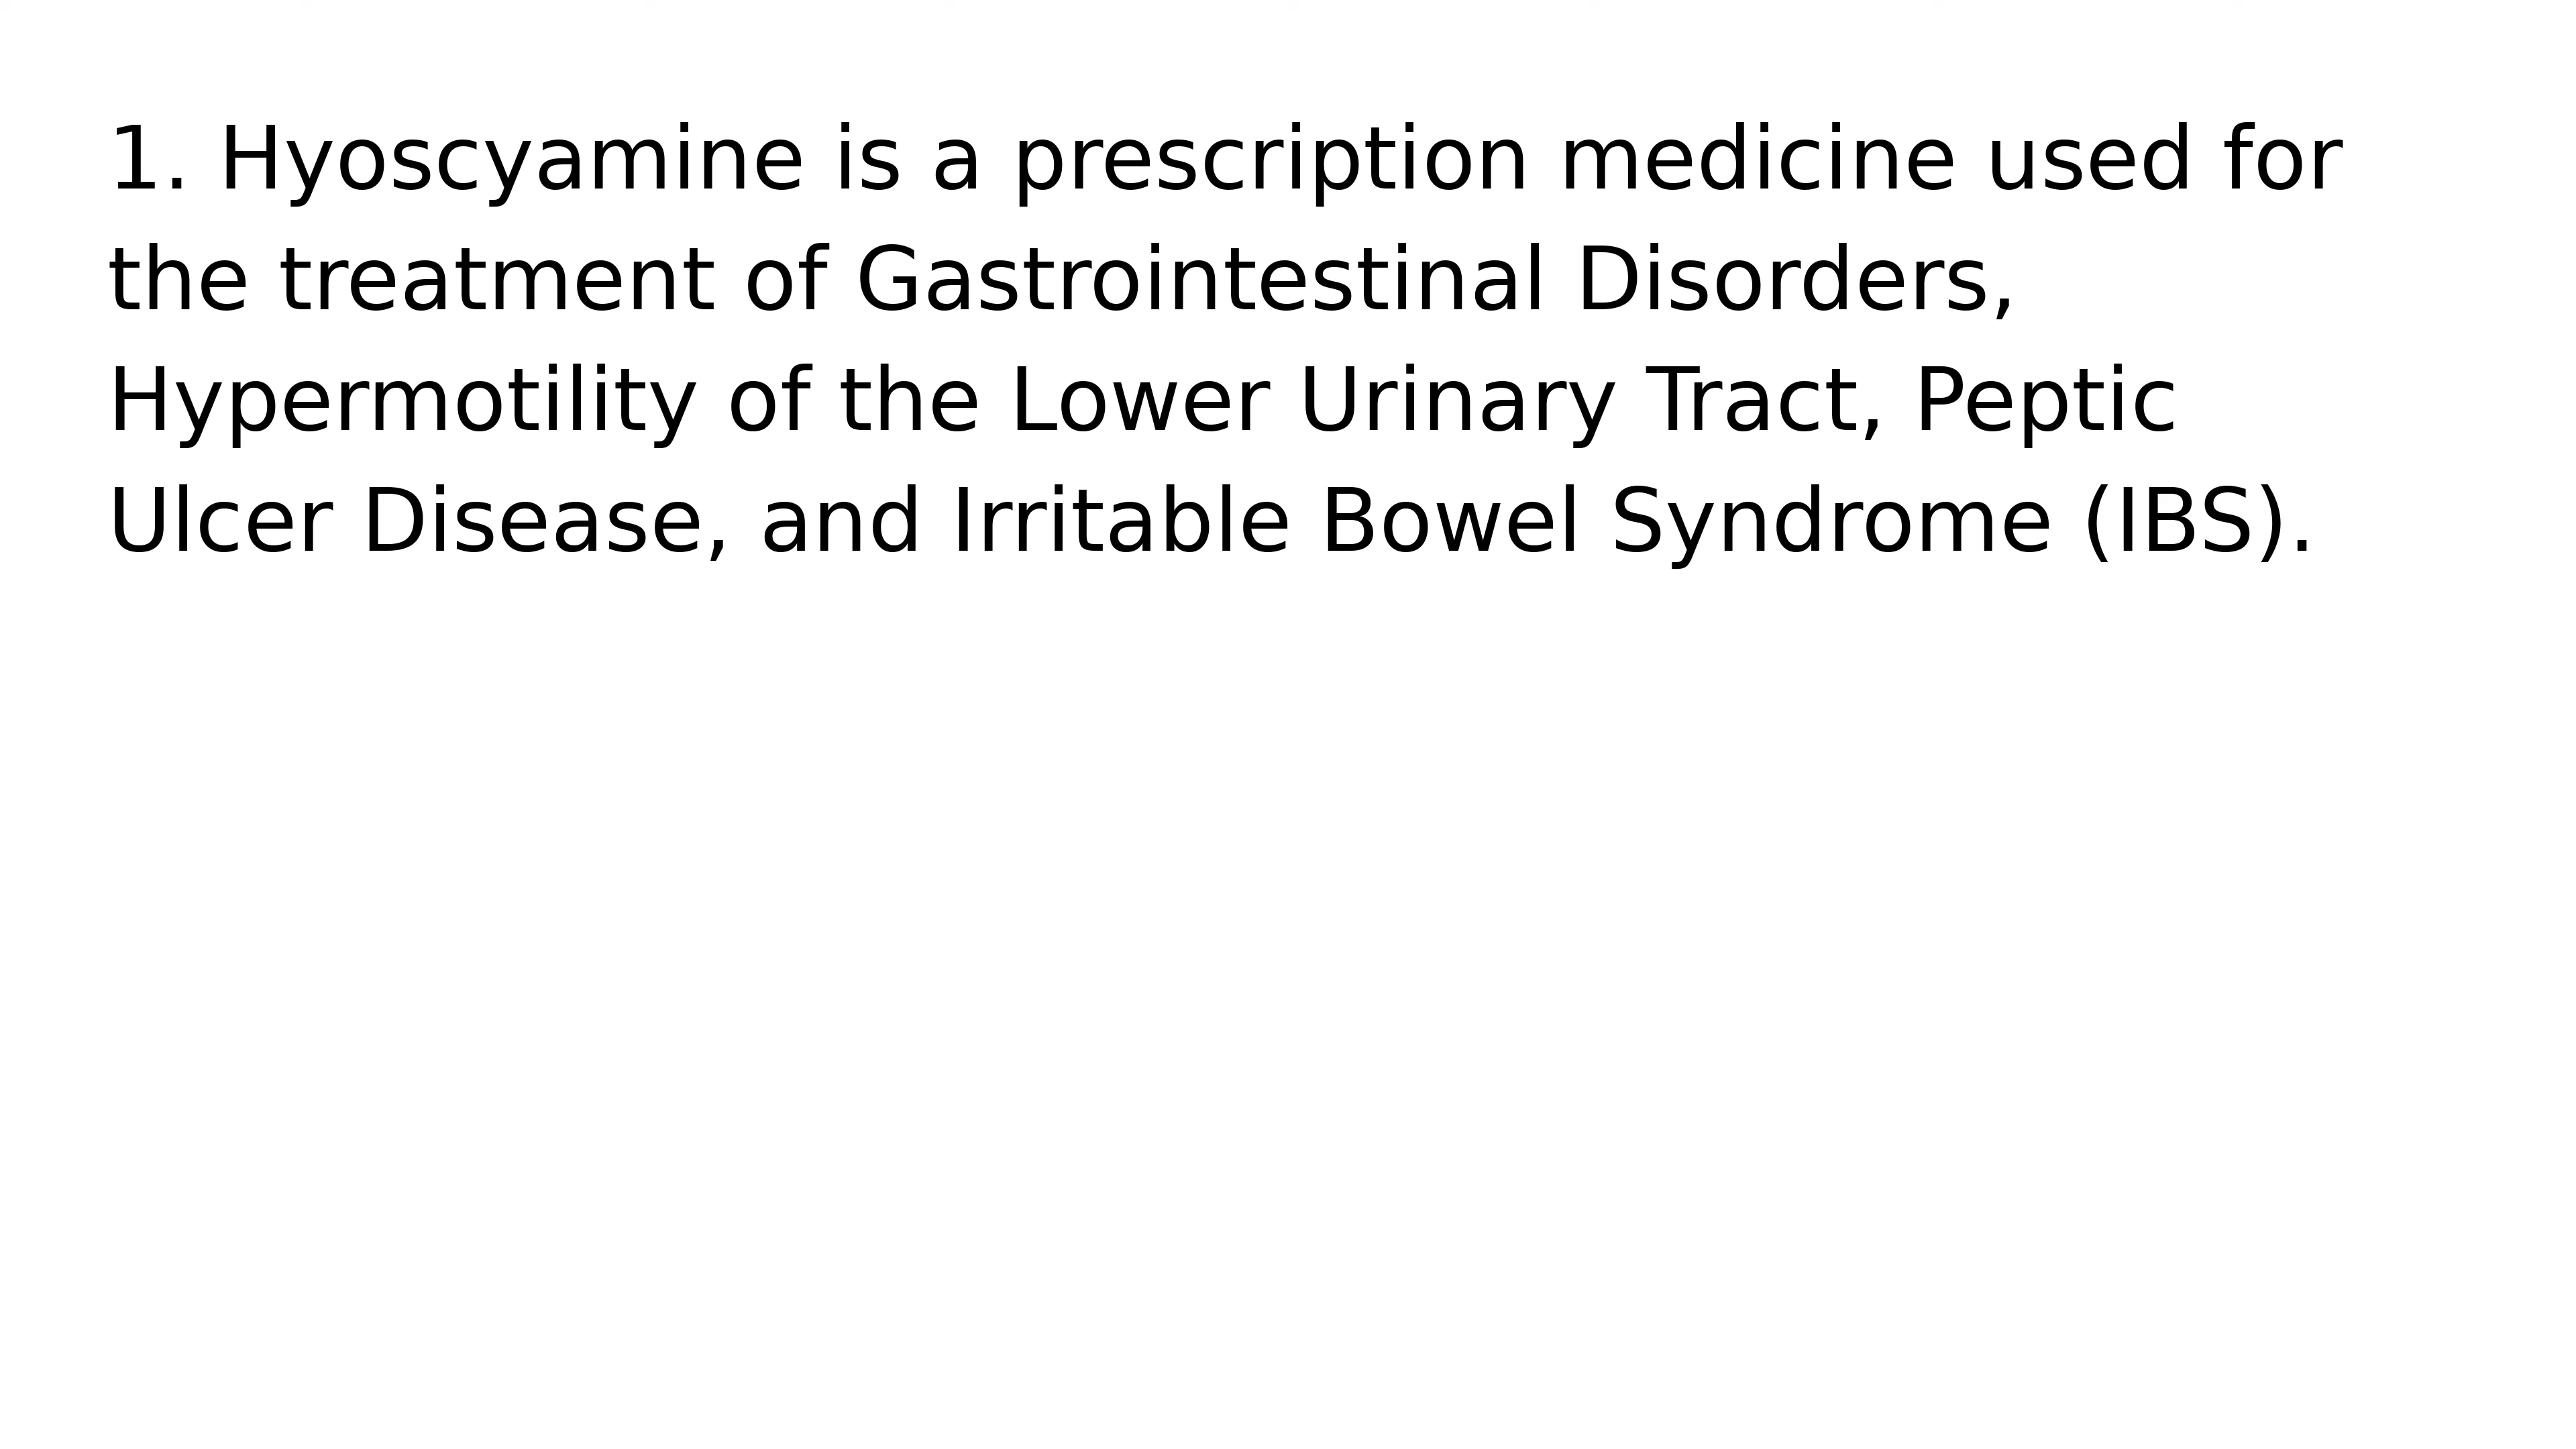 1. Hyoscyamine is a prescription medicine used for
the treatment of Gastrointestinal Disorders,
Hypermotility of the Lower Urinary Tract, Peptic
Ulcer Disease, and Irritable Bowel Syndrome (IBS).